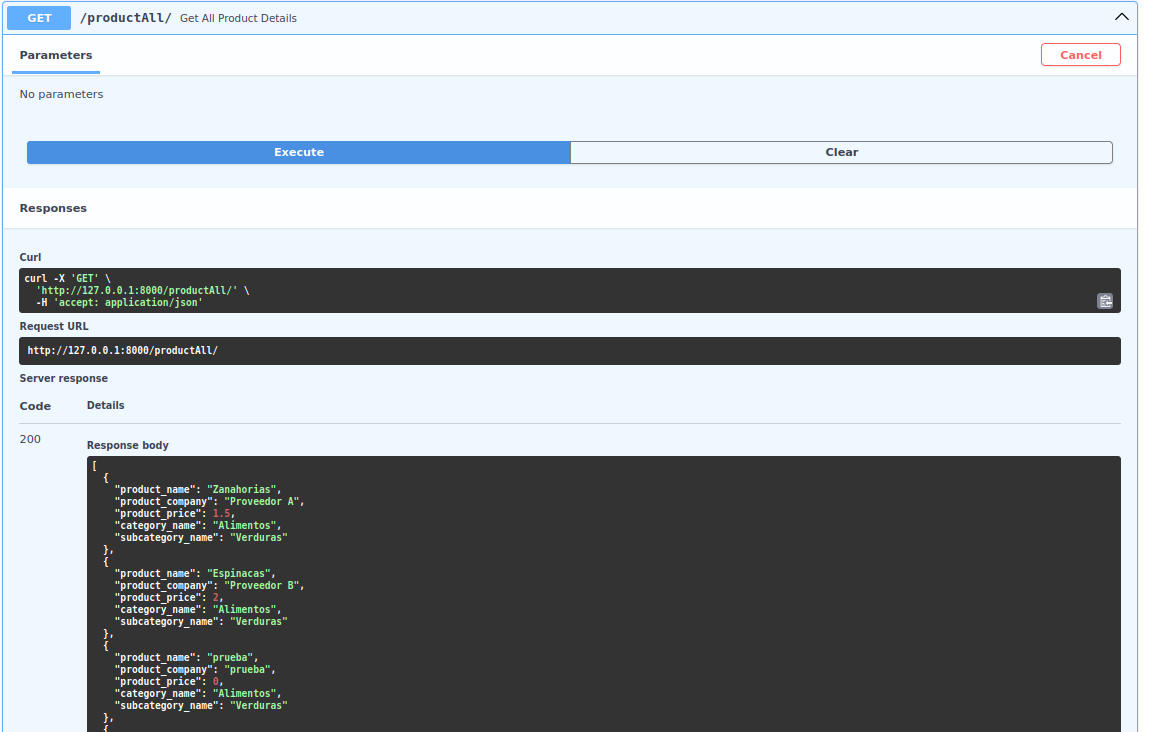 GET /productAll/ Get All Product Details
Parameters Cancel
No parameters
Execute Clear
Responses
Curl
curl -X 'GET' \
  'http://127.0.0.1:8000/productAll/' \
  -H 'accept: application/json'
Request URL
http://127.0.0.1:8000/productAll/
Server response
Code Details
200
Response body
[
  {
    "product_name": "Zanahorias",
    "product_company": "Proveedor A",
    "product_price": 1.5,
    "category_name": "Alimentos",
    "subcategory_name": "Verduras"
  },
  {
    "product_name": "Espinacas",
    "product_company": "Proveedor B",
    "product_price": 2,
    "category_name": "Alimentos",
    "subcategory_name": "Verduras"
  },
  {
    "product_name": "prueba",
    "product_company": "prueba",
    "product_price": 0,
    "category_name": "Alimentos",
    "subcategory_name": "Verduras"
  },
  {